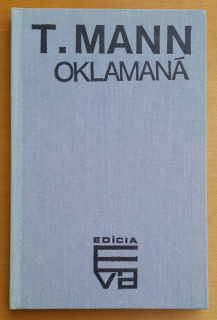 T. MANN
OKLAMANÁ
EDÍCIA
Eva